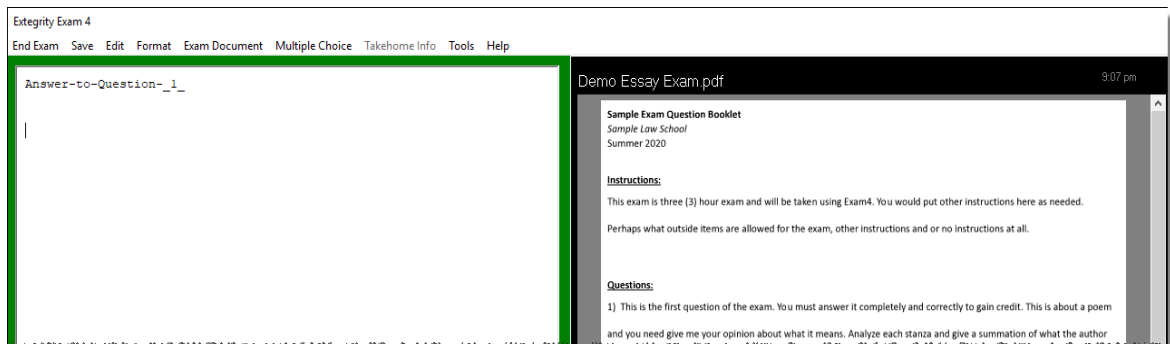 Extegrity Exam 4
End Exam Save Edit Format Exam Document Multiple Choice Takehome Info Tools Help
Answer-to-Question-_1_
Demo Essay Exam.pdf 9:07 pm
Sample Exam Question Booklet
Sample Law School
Summer 2020
Instructions:
This exam is three (3) hour exam and will be taken using Exam4. You would put other instructions here as needed.
Perhaps what outside items are allowed for the exam, other instructions and or no instructions at all.
Questions:
1) This is the first question of the exam. You must answer it completely and correctly to gain credit. This is about a poem
and you need give me your opinion about what it means. Analyze each stanza and give a summation of what the author